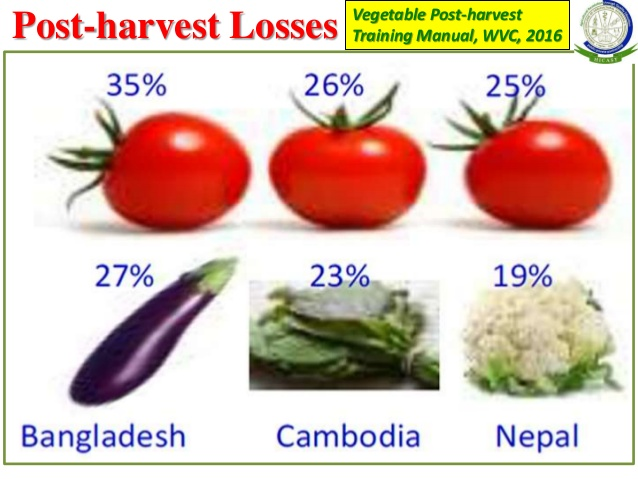 Post-harvest Losses
Vegetable Post-harvest
Training Manual, WVC, 2016
35% 26% 25%
27% 23% 19%
Bangladesh Cambodia Nepal